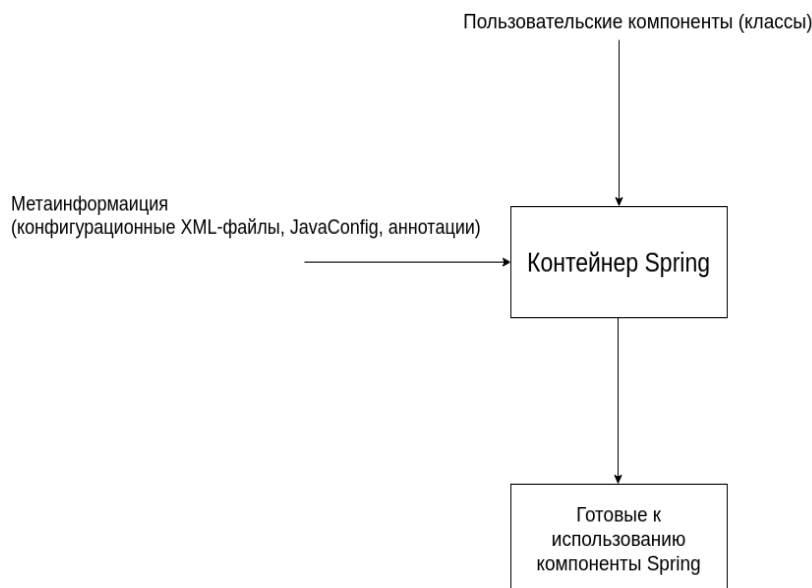 Пользовательские компоненты (классы)
Метаинформаиция
(конфигурационные XML-файлы, JavaConfig, аннотации)
Контейнер Spring
Готовые к
использованию
компоненты Spring